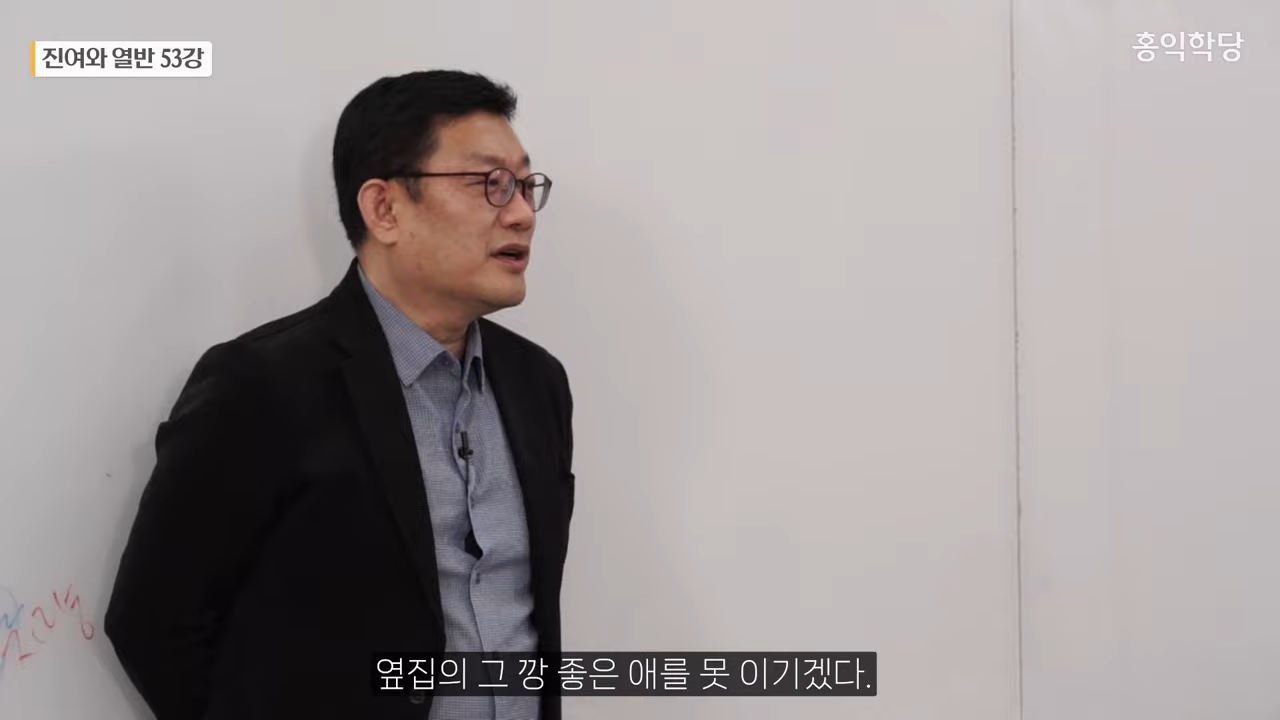 진여와 열반 53강
홍익학당
옆집의 그 깡 좋은 애를 못 이기겠다.